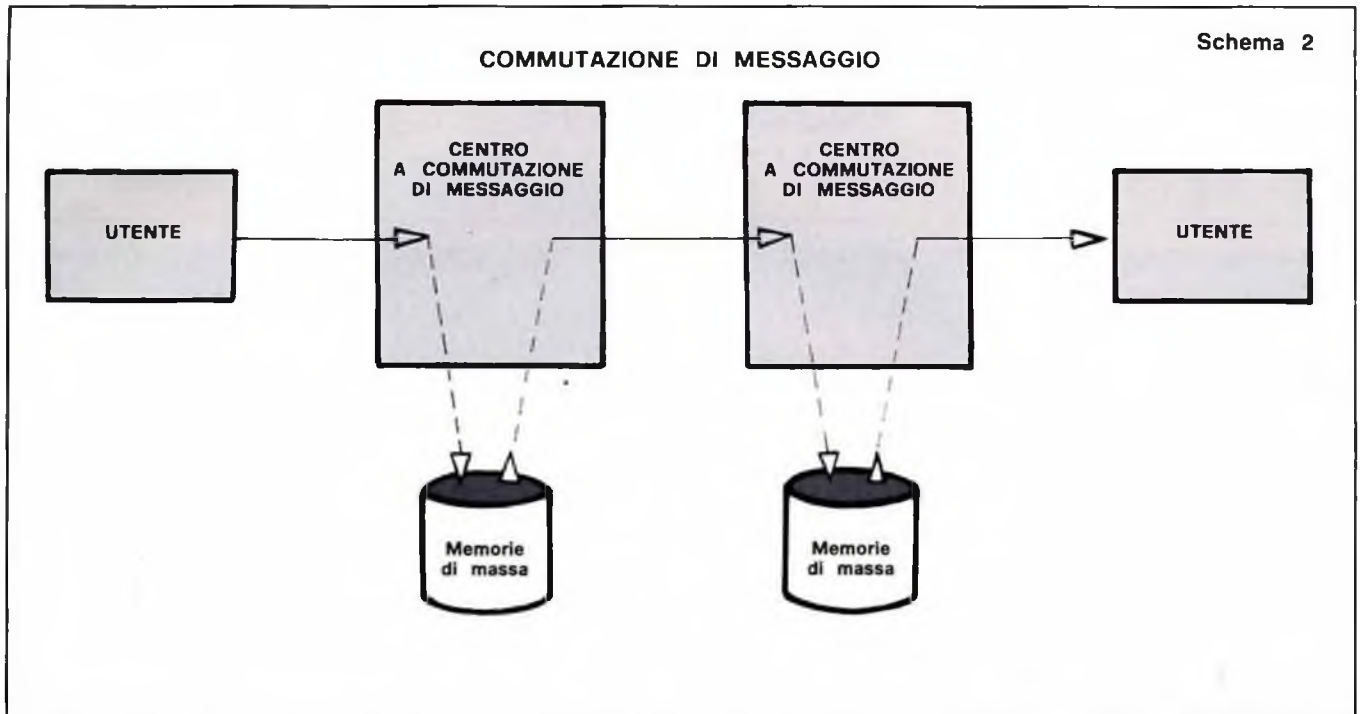 Schema 2
COMMUTAZIONE DI MESSAGGIO
CENTRO
A COMMUTAZIONE
DI MESSAGGIO
CENTRO
A COMMUTAZIONE
DI MESSAGGIO
UTENTE
UTENTE
Memorie
di massa
Memorie
di massa